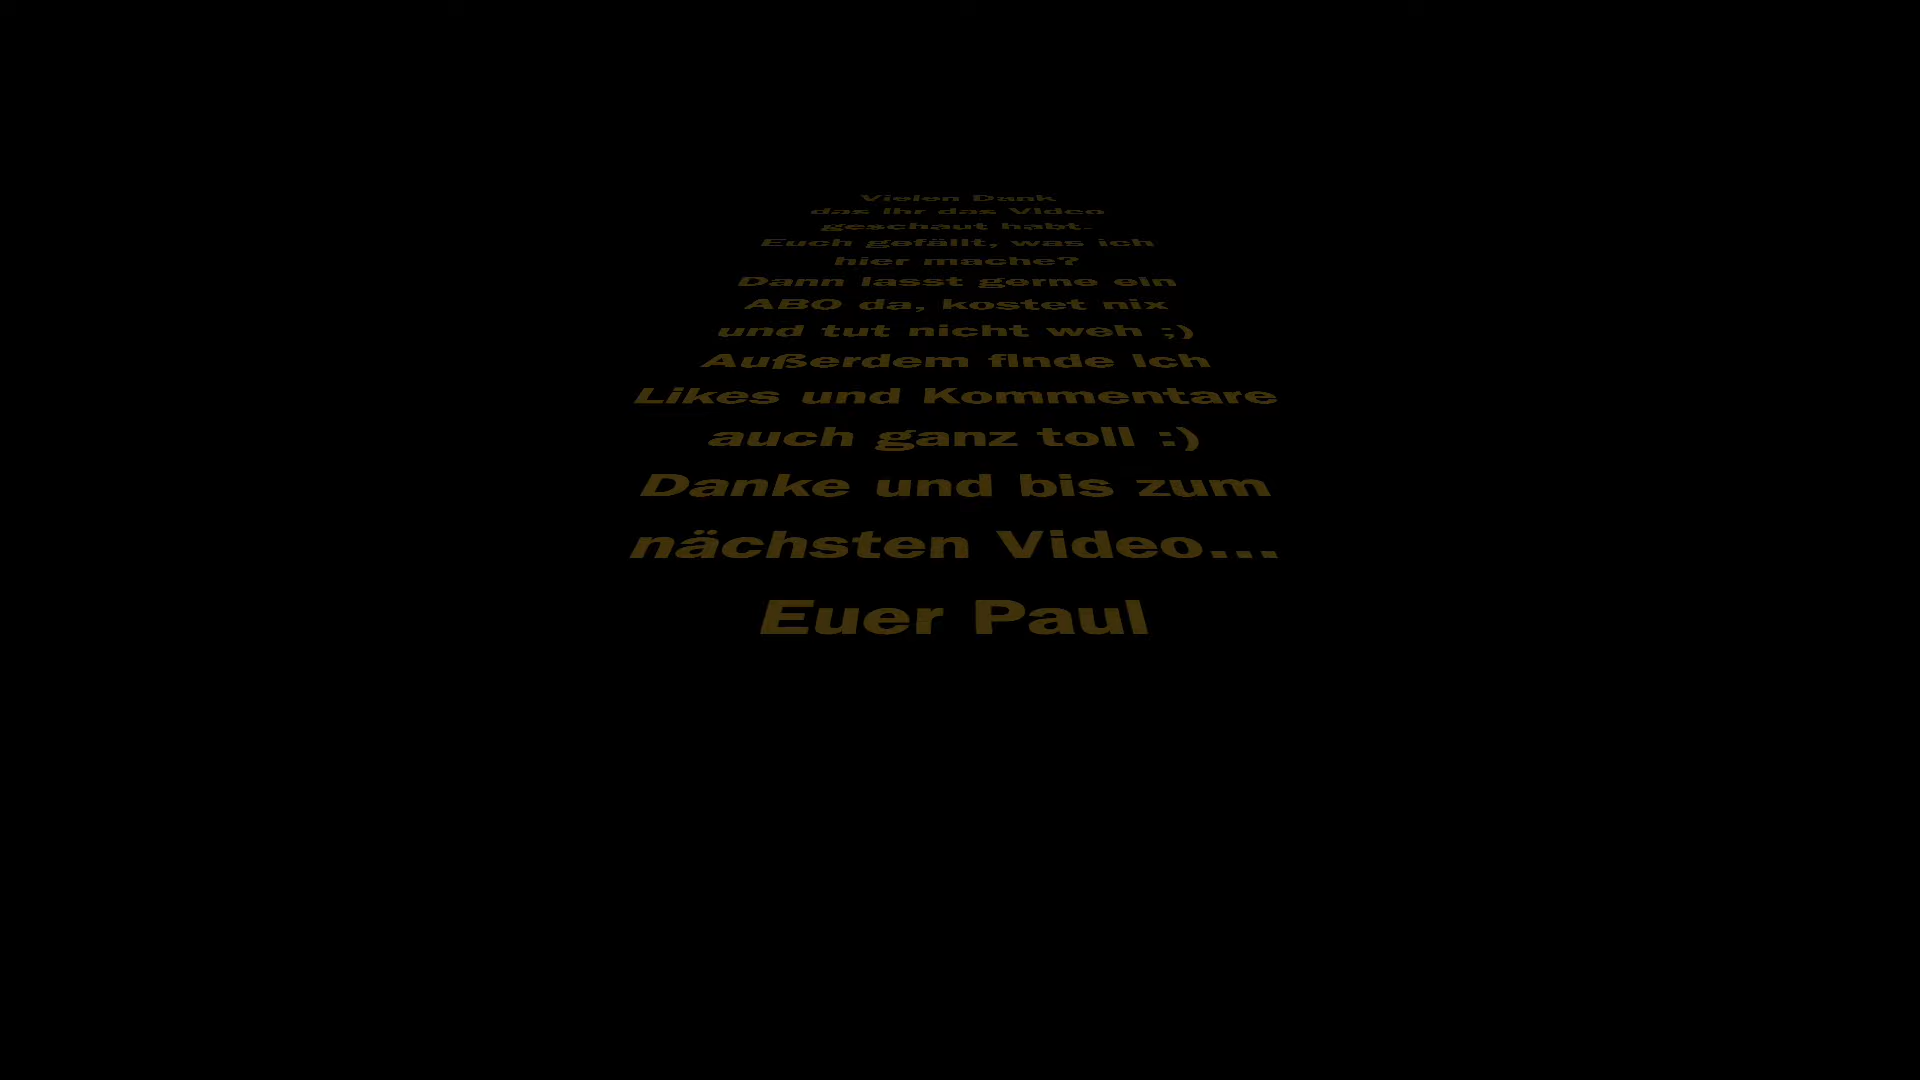 Vielen Dank
das ihr das Video
geschaut habt.
Euch gefällt, was ich
hier mache?
Dann lasst gerne ein
ABO da, kostet nix
und tut nicht weh ;)
Außerdem finde ich
Likes und Kommentare
auch ganz toll :)
Danke und bis zum
nächsten Video...
Euer Paul